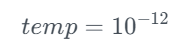 temp = 10⁻¹²